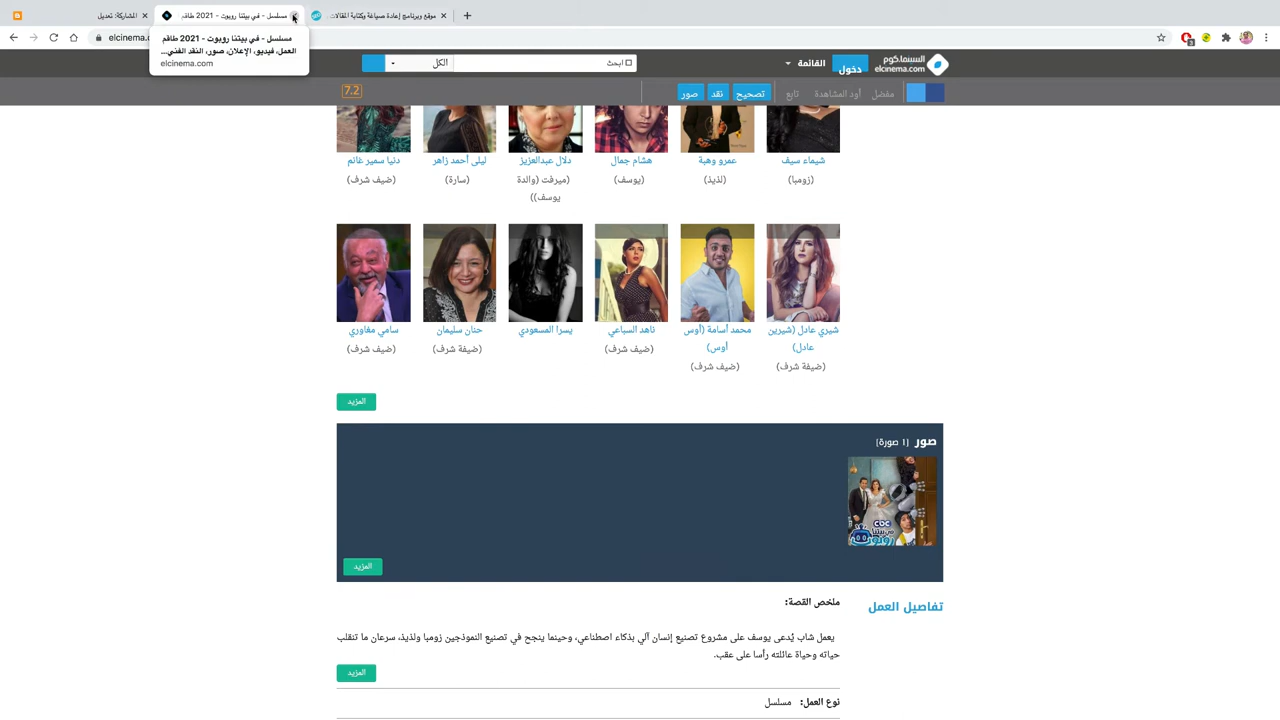 المشاركة: تعديل
مسلسل - في بيتنا روبوت - 2021 طاقم
موقع وبرنامج إعادة صياغة وكتابة المقالات
elcinema.c
مسلسل - في بيتنا روبوت - 2021 طاقم
العمل، فيديو، الإعلان، صور، النقد الفني...
elcinema.com
السينما.كوم
elcinema.com
دخول
القائمة
ابحث
الكل
مفضل
أود المشاهدة
تابع
تصحيح
نقد
صور
7.2
شيماء سيف
(زومبا)
عمرو وهبة
(لذيذ)
هشام جمال
(يوسف)
دلال عبدالعزيز
(ميرفت (والدة
يوسف))
ليلى أحمد زاهر
(سارة)
دنيا سمير غانم
(ضيف شرف)
شيري عادل (شيرين
عادل)
(ضيفة شرف)
محمد أسامة (أوس
أوس)
(ضيف شرف)
ناهد السباعي
(ضيف شرف)
يسرا المسعودي
حنان سليمان
(ضيفة شرف)
سامي مغاوري
(ضيف شرف)
المزيد
صور [1 صورة]
cbc
في بيتنا
روبوت
المزيد
تفاصيل العمل
ملخص القصة:
يعمل شاب يُدعى يوسف على مشروع تصنيع إنسان آلي بذكاء اصطناعي، وحينما ينجح في تصنيع النموذجين زومبا ولذيذ، سرعان ما تنقلب
حياته وحياة عائلته رأسا على عقب.
المزيد
نوع العمل: مسلسل